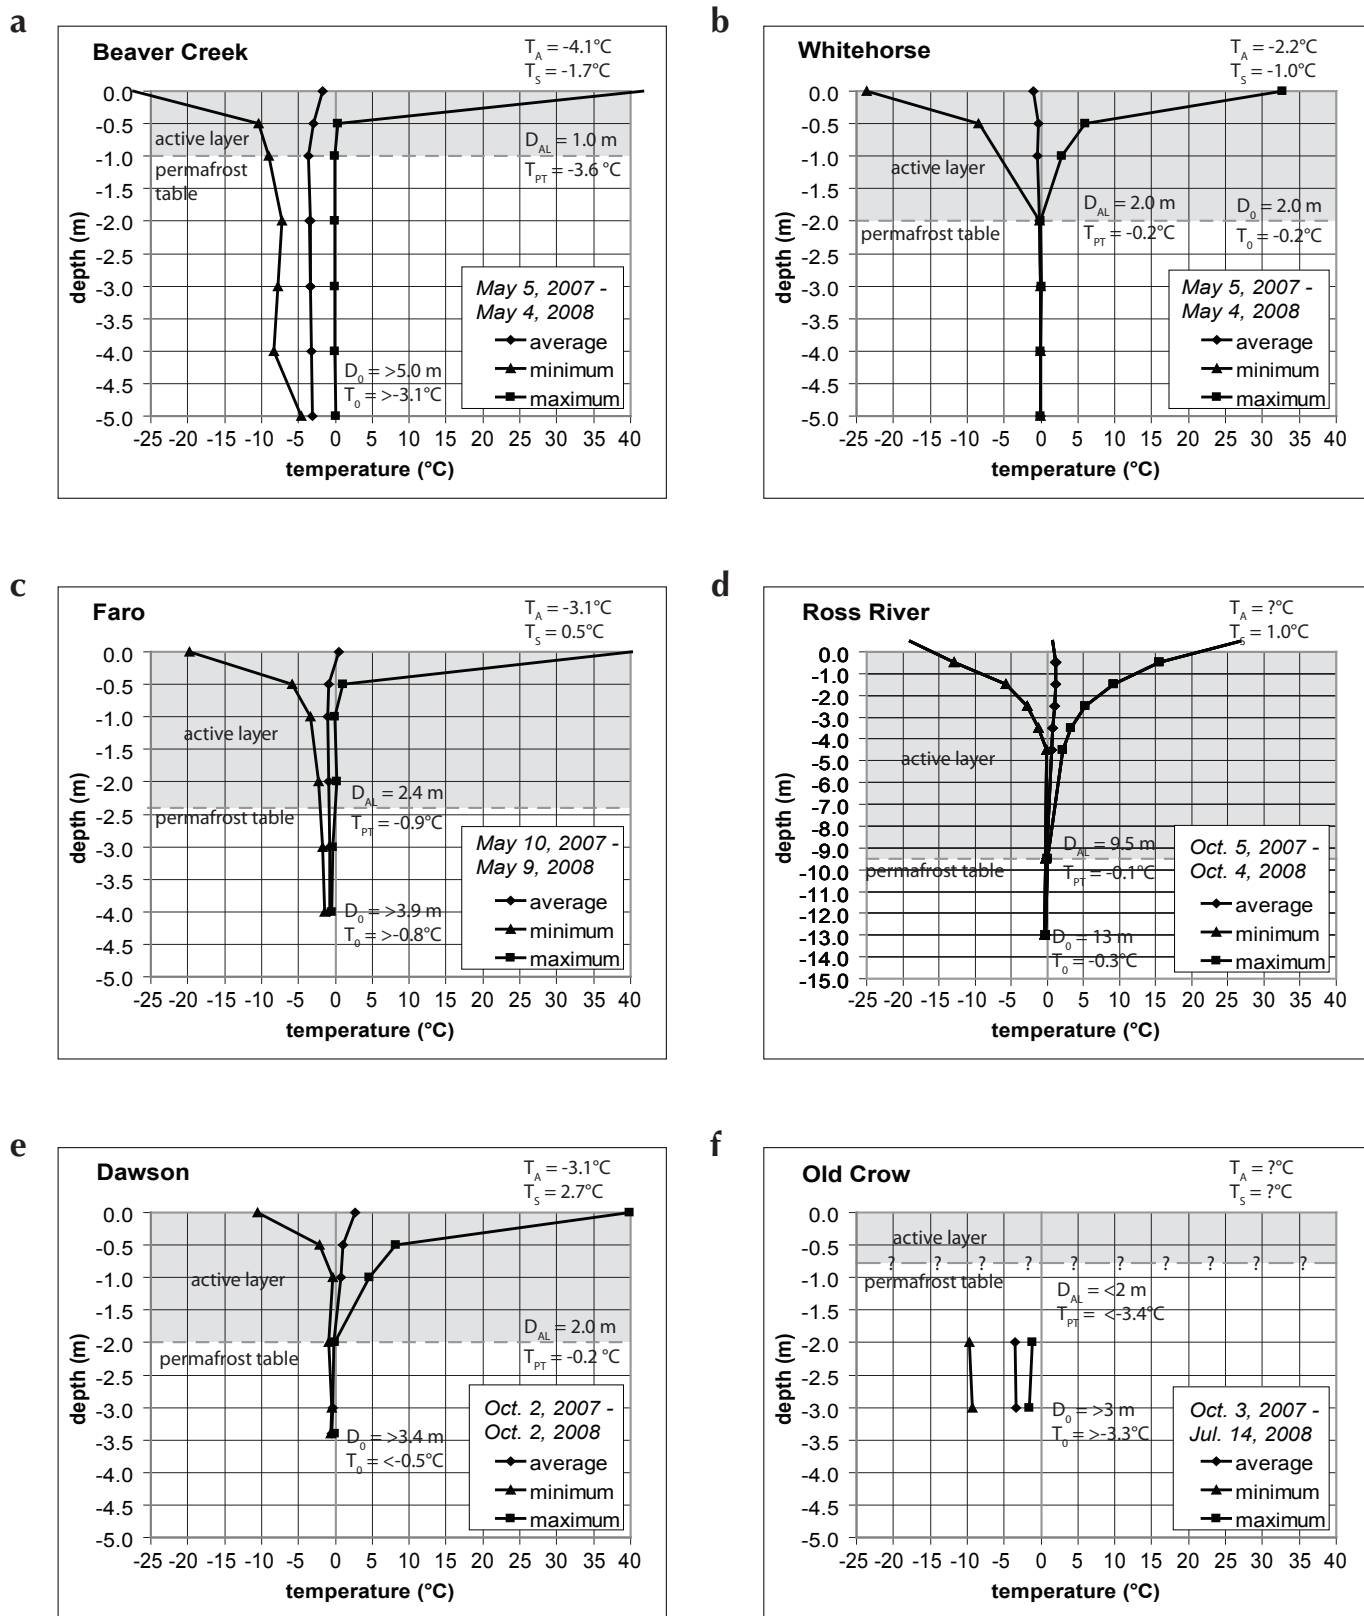 a
Beaver Creek
T_A = -4.1°C
T_S = -1.7°C
0.0
-0.5
-1.0
-1.5
-2.0
-2.5
-3.0
-3.5
-4.0
-4.5
-5.0
depth (m)
active layer
D_AL = 1.0 m
permafrost
table
T_PT = -3.6 °C
May 5, 2007 -
May 4, 2008
average
minimum
maximum
D_0 = >5.0 m
T_0 = >-3.1°C
-25 -20 -15 -10 -5 0 5 10 15 20 25 30 35 40
temperature (°C)
b
Whitehorse
T_A = -2.2°C
T_S = -1.0°C
0.0
-0.5
-1.0
-1.5
-2.0
-2.5
-3.0
-3.5
-4.0
-4.5
-5.0
depth (m)
active layer
D_AL = 2.0 m
D_0 = 2.0 m
permafrost table
T_PT = -0.2°C
T_0 = -0.2°C
May 5, 2007 -
May 4, 2008
average
minimum
maximum
-25 -20 -15 -10 -5 0 5 10 15 20 25 30 35 40
temperature (°C)
c
Faro
T_A = -3.1°C
T_S = 0.5°C
0.0
-0.5
-1.0
-1.5
-2.0
-2.5
-3.0
-3.5
-4.0
-4.5
-5.0
depth (m)
active layer
D_AL = 2.4 m
permafrost table
T_PT = -0.9°C
May 10, 2007 -
May 9, 2008
average
minimum
maximum
D_0 = >3.9 m
T_0 = >-0.8°C
-25 -20 -15 -10 -5 0 5 10 15 20 25 30 35 40
temperature (°C)
d
Ross River
T_A = ?°C
T_S = 1.0°C
0.0
-1.0
-2.0
-3.0
-4.0
-5.0
-6.0
-7.0
-8.0
-9.0
-10.0
-11.0
-12.0
-13.0
-14.0
-15.0
depth (m)
active layer
D_AL = 9.5 m
permafrost table
T_PT = -0.1°C
Oct. 5, 2007 -
Oct. 4, 2008
average
minimum
maximum
D_0 = 13 m
T_0 = -0.3°C
-25 -20 -15 -10 -5 0 5 10 15 20 25 30 35 40
temperature (°C)
e
Dawson
T_A = -3.1°C
T_S = 2.7°C
0.0
-0.5
-1.0
-1.5
-2.0
-2.5
-3.0
-3.5
-4.0
-4.5
-5.0
depth (m)
active layer
D_AL = 2.0 m
permafrost table
T_PT = -0.2 °C
Oct. 2, 2007 -
Oct. 2, 2008
average
minimum
maximum
D_0 = >3.4 m
T_0 = <-0.5°C
-25 -20 -15 -10 -5 0 5 10 15 20 25 30 35 40
temperature (°C)
f
Old Crow
T_A = ?°C
T_S = ?°C
0.0
-0.5
-1.0
-1.5
-2.0
-2.5
-3.0
-3.5
-4.0
-4.5
-5.0
depth (m)
active layer
? ? ? ? ? ? ? ? ? ?
permafrost table
D_AL = <2 m
T_PT = <-3.4°C
D_0 = >3 m
T_0 = >-3.3°C
Oct. 3, 2007 -
Jul. 14, 2008
average
minimum
maximum
-25 -20 -15 -10 -5 0 5 10 15 20 25 30 35 40
temperature (°C)